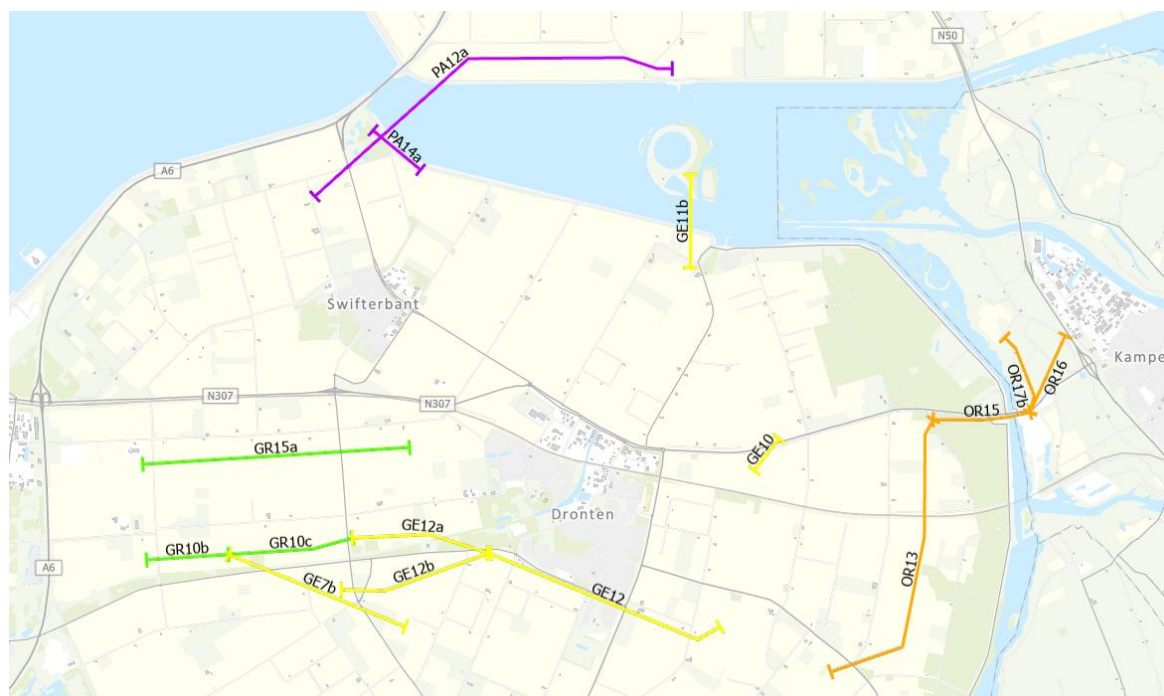 N50
PA12a
PA14a
A6
GE11b
Swifterbant
Kampe
OR17b
OR16
N307
N307
OR15
GR15a
GE10
Dronten
GE12a
GR10b
GR10c
A6
GE7b
GE12b
GE12
OR13